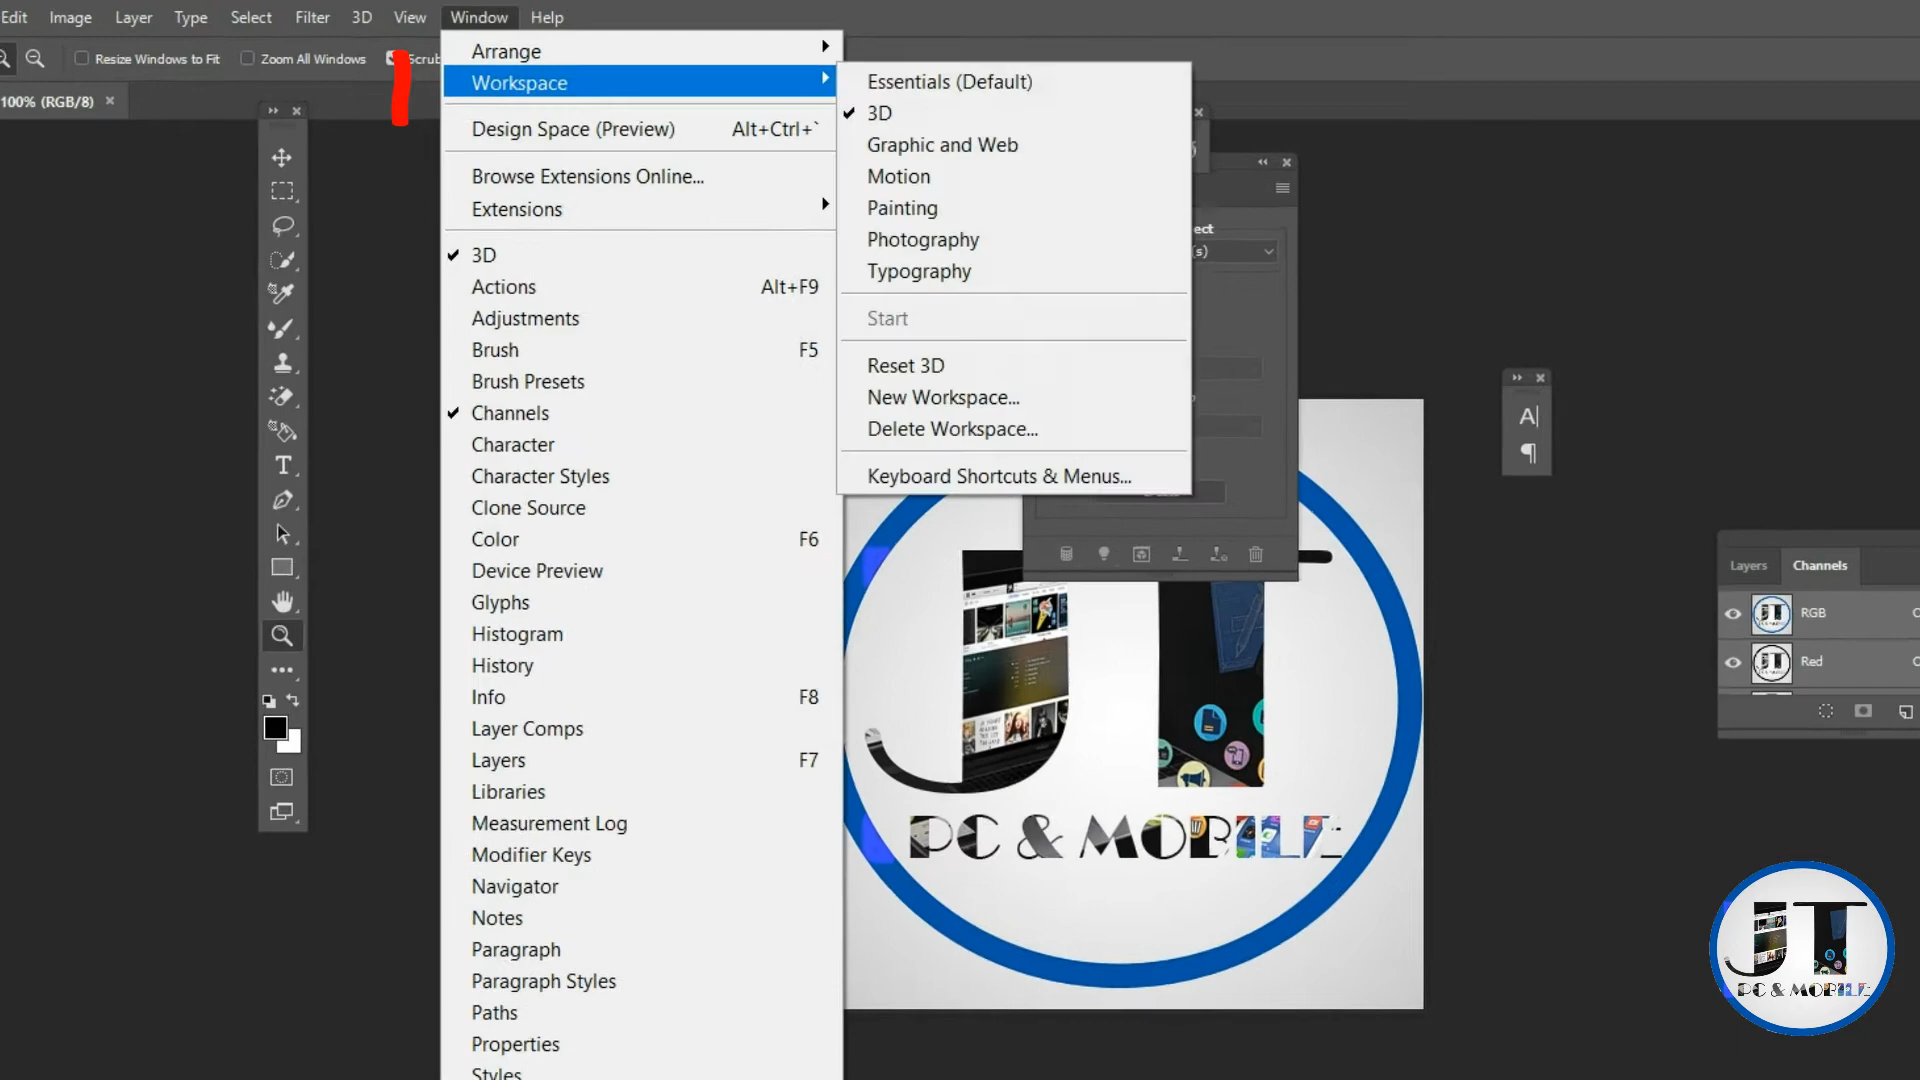 Edit Image Layer Type Select Filter 3D View Window Help
Resize Windows to Fit Zoom All Windows Scrub
100% (RGB/8)
Arrange
Workspace
Design Space (Preview) Alt+Ctrl+`
Browse Extensions Online...
Extensions
3D
Actions Alt+F9
Adjustments
Brush F5
Brush Presets
Channels
Character
Character Styles
Clone Source
Color F6
Device Preview
Glyphs
Histogram
History
Info F8
Layer Comps
Layers F7
Libraries
Measurement Log
Modifier Keys
Navigator
Notes
Paragraph
Paragraph Styles
Paths
Properties
Styles
Essentials (Default)
3D
Graphic and Web
Motion
Painting
Photography
Typography
Start
Reset 3D
New Workspace...
Delete Workspace...
Keyboard Shortcuts & Menus...
ect
(s)
JT
PC & MOBILE
Layers Channels
RGB
Red
JT
PC & MOBILE